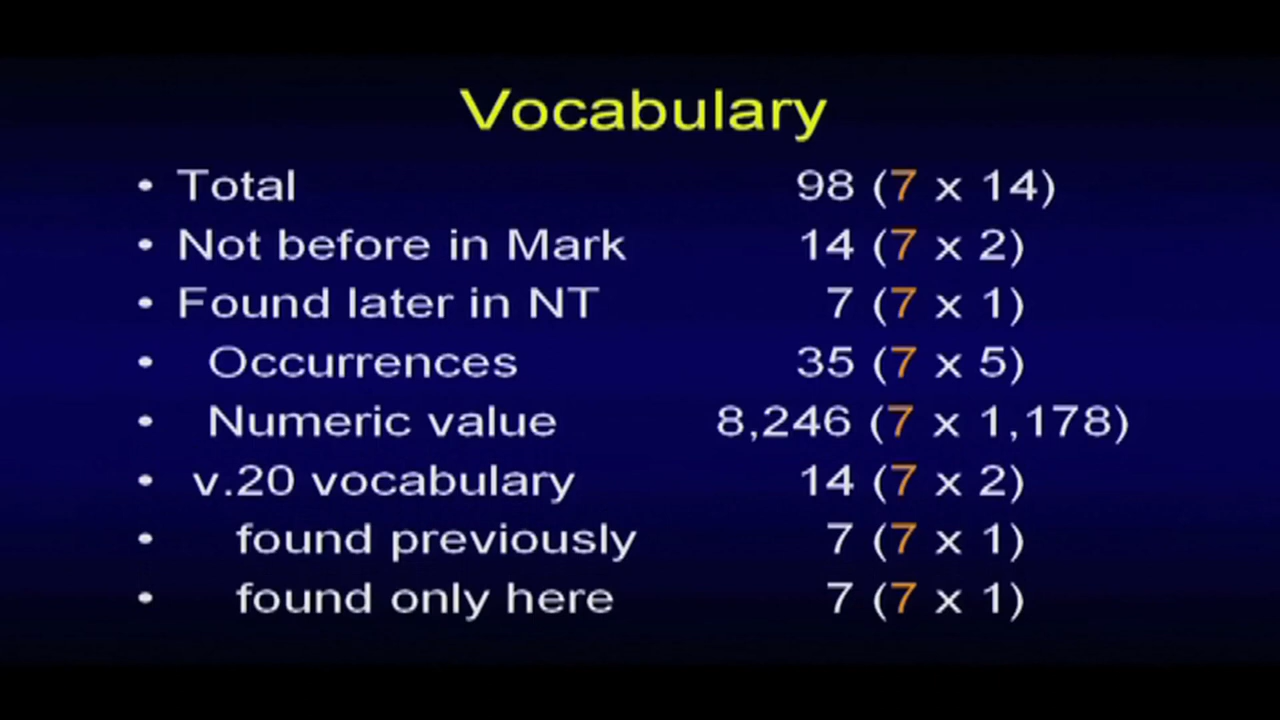 Vocabulary
• Total 98 (7 x 14)
• Not before in Mark 14 (7 x 2)
• Found later in NT 7 (7 x 1)
• Occurrences 35 (7 x 5)
• Numeric value 8,246 (7 x 1,178)
• v.20 vocabulary 14 (7 x 2)
• found previously 7 (7 x 1)
• found only here 7 (7 x 1)